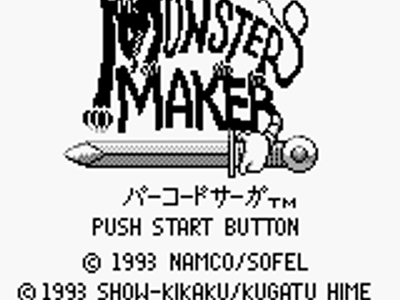 MONSTER
MAKER
バーコードサーガTM
PUSH START BUTTON
© 1993 NAMCO/SOFEL
© 1993 SHOW-KIKAKU/KUGATU HIME